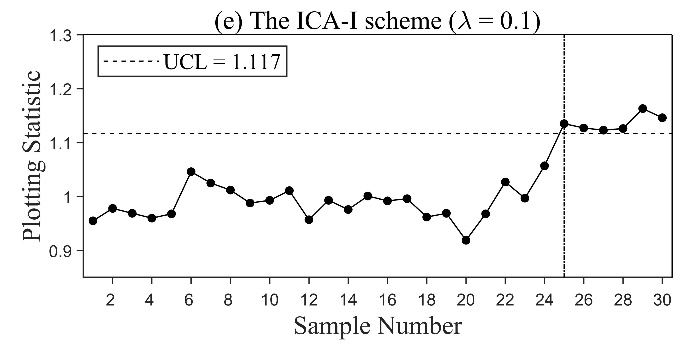 (e) The ICA-I scheme (λ = 0.1)
UCL = 1.117
Plotting Statistic
1.3
1.2
1.1
1
0.9
2 4 6 8 10 12 14 16 18 20 22 24 26 28 30
Sample Number